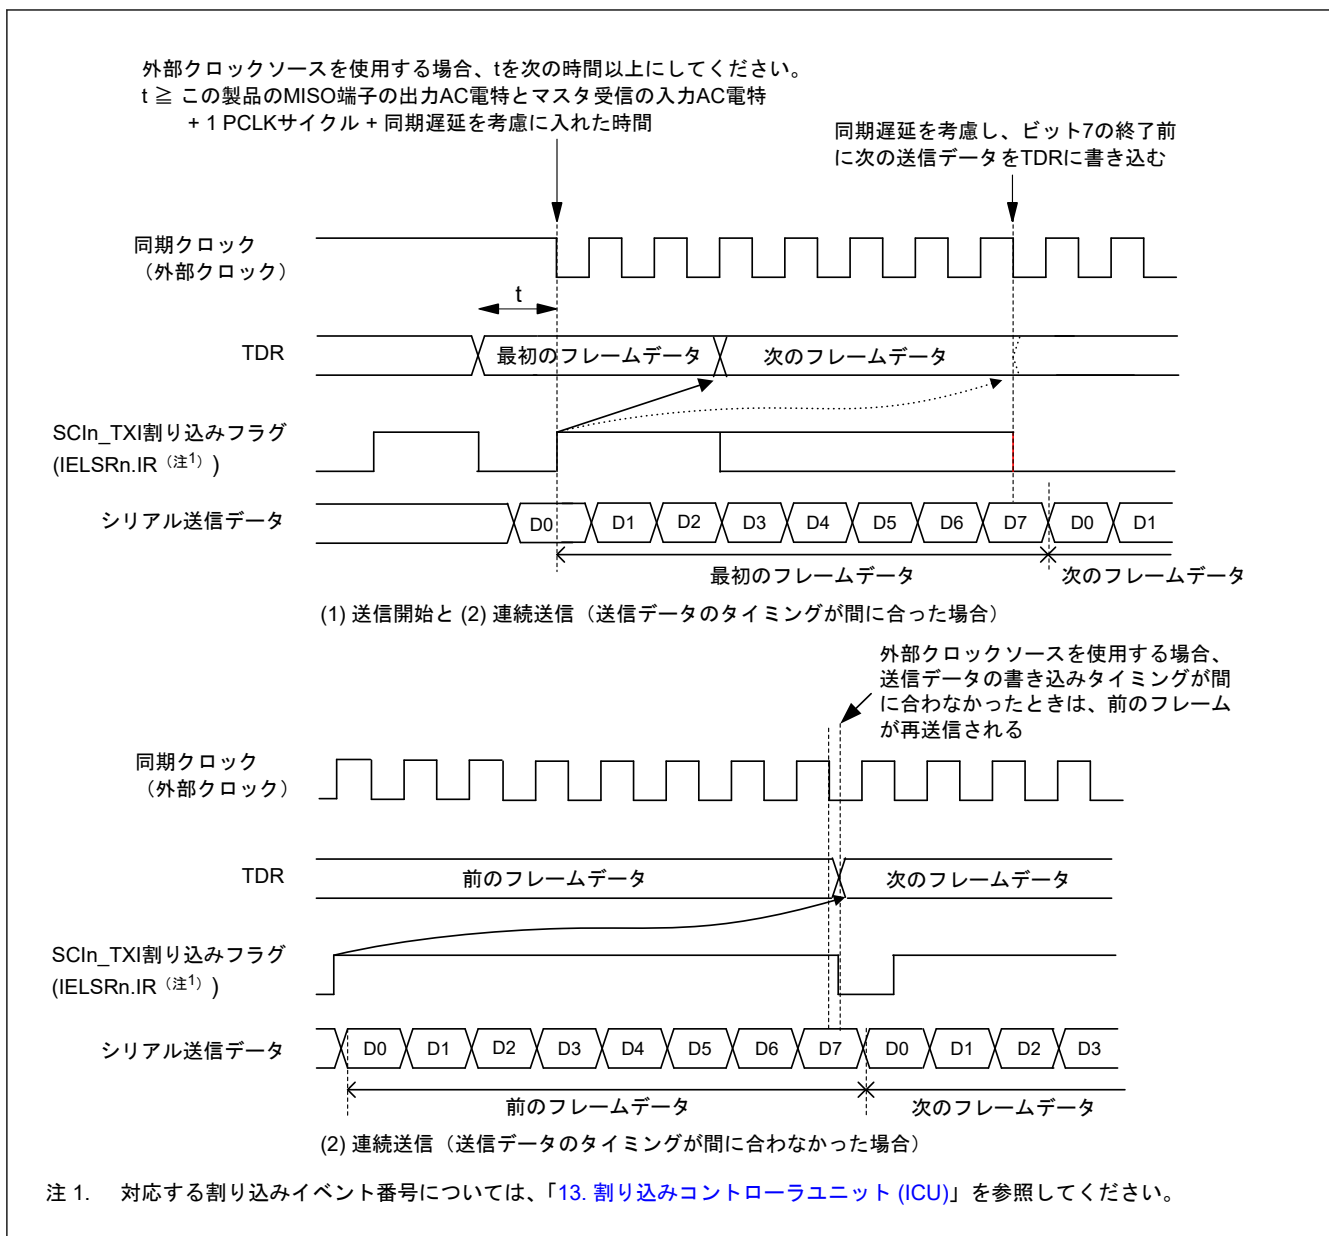 外部クロックソースを使用する場合、tを次の時間以上にしてください。
t ≧ この製品のMISO端子の出力AC電特とマスタ受信の入力AC電特
+ 1 PCLKサイクル + 同期遅延を考慮に入れた時間
同期遅延を考慮し、ビット7の終了前
に次の送信データをTDRに書き込む
同期クロック
（外部クロック）
t
TDR
最初のフレームデータ 次のフレームデータ
SCIn_TXI割り込みフラグ
(IELSRn.IR（注1）)
シリアル送信データ
D0 D1 D2 D3 D4 D5 D6 D7 D0 D1
最初のフレームデータ 次のフレームデータ
(1) 送信開始と (2) 連続送信（送信データのタイミングが間に合った場合）
外部クロックソースを使用する場合、
送信データの書き込みタイミングが間
に合わなかったときは、前のフレーム
が再送信される
同期クロック
（外部クロック）
TDR
前のフレームデータ 次のフレームデータ
SCIn_TXI割り込みフラグ
(IELSRn.IR（注1）)
シリアル送信データ
D0 D1 D2 D3 D4 D5 D6 D7 D0 D1 D2 D3
前のフレームデータ 次のフレームデータ
(2) 連続送信（送信データのタイミングが間に合わなかった場合）
注 1. 対応する割り込みイベント番号については、「13. 割り込みコントローラユニット (ICU)」を参照してください。